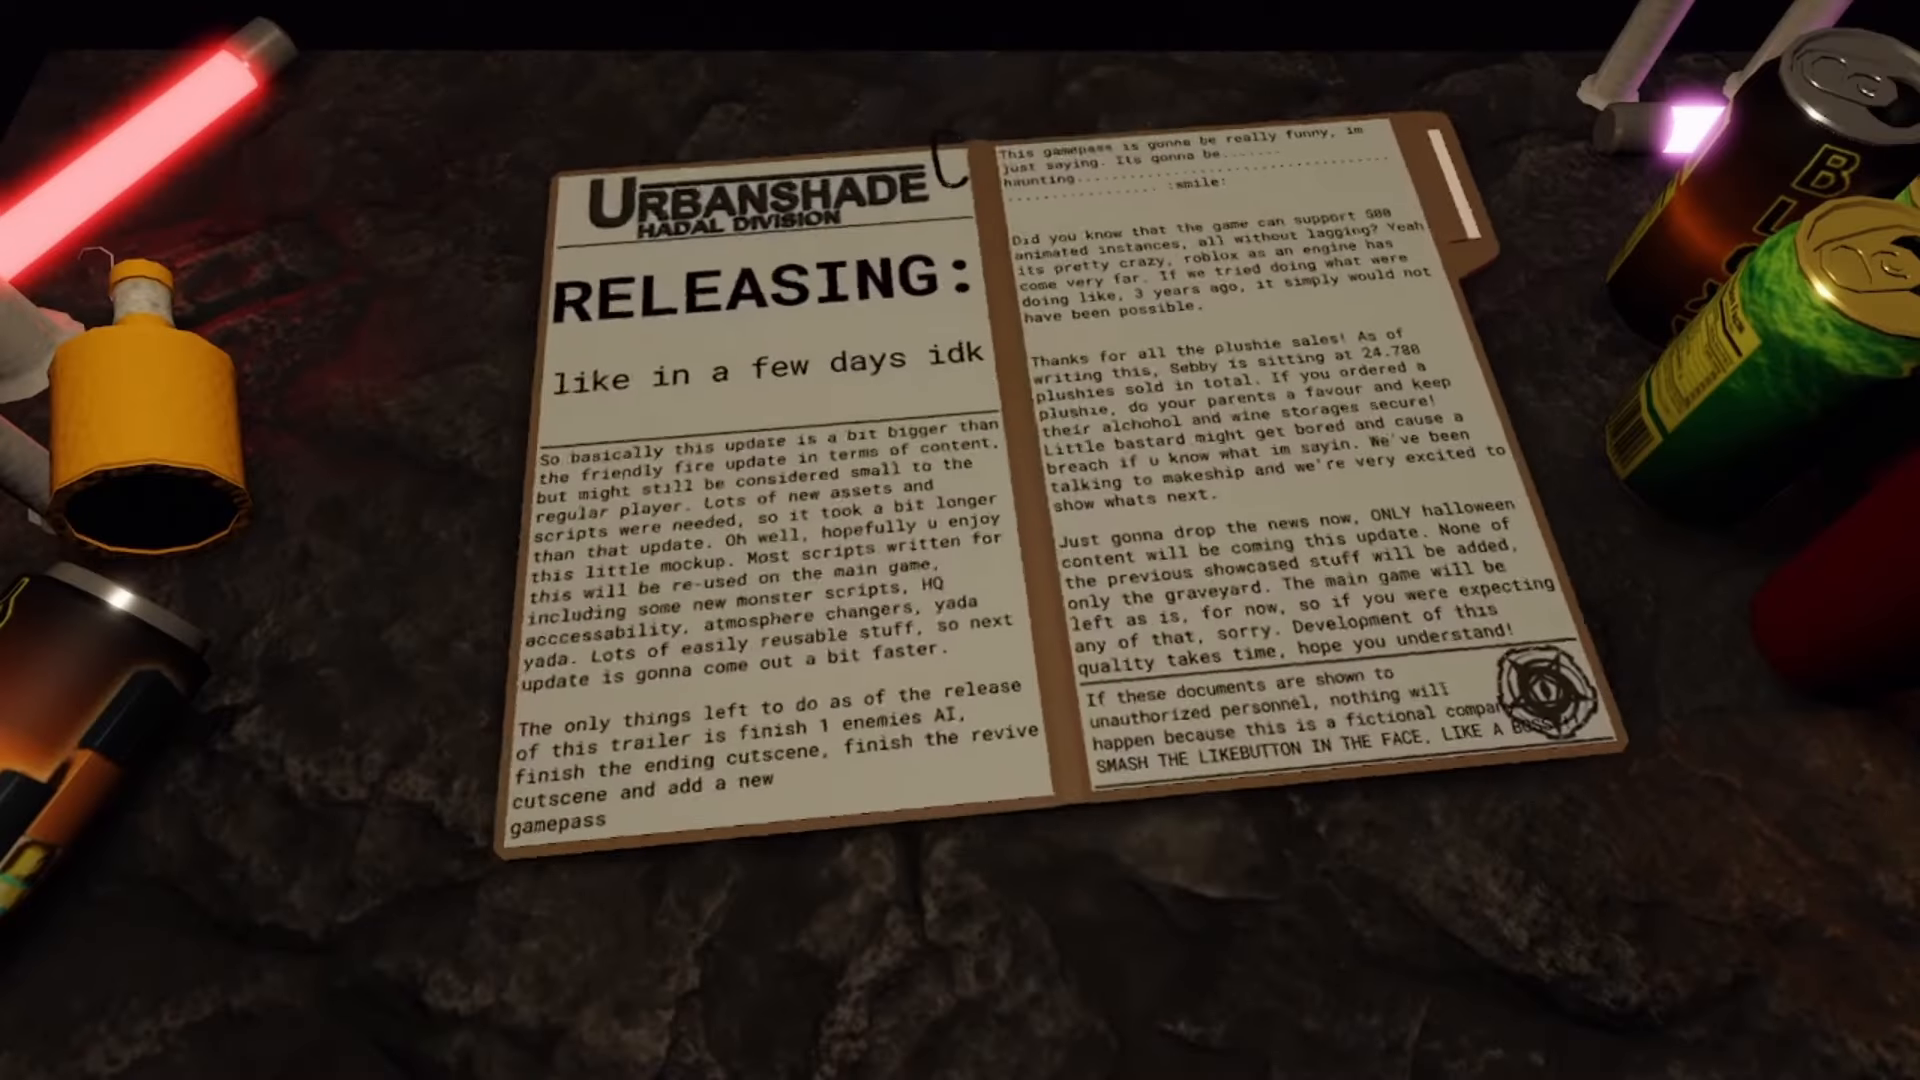 URBANSHADE
HADAL DIVISION
RELEASING:
like in a few days idk
So basically this update is a bit bigger than
the friendly fire update in terms of content,
but might still be considered small to the
regular player. Lots of new assets and
scripts were needed, so it took a bit longer
than that update. Oh well, hopefully u enjoy
this little mockup. Most scripts written for
this will be re-used on the main game,
including some new monster scripts, HQ
acccessability, atmosphere changers, yada
yada. Lots of easily reusable stuff, so next
update is gonna come out a bit faster.
The only things left to do as of the release
of this trailer is finish 1 enemies AI,
finish the ending cutscene, finish the revive
cutscene and add a new
gamepass
This gamepass is gonna be really funny, im
just saying. Its gonna be.......
haunting.......................................
.................. :smile:
Did you know that the game can support
animated instances, all without lagging? Yeah
its pretty crazy, roblox as an engine has
come very far. If we tried doing what were
doing like, 3 years ago, it simply would not
have been possible.
Thanks for all the plushie sales! As of
writing this, Sebby is sitting at 24.780
plushies sold in total. If you ordered a
plushie, do your parents a favour and keep
their alchohol and wine storages secure!
Little bastard might get bored and cause a
breach if u know what im sayin. We've been
talking to makeship and we're very excited to
show whats next.
Just gonna drop the news now, ONLY halloween
content will be coming this update. None of
the previous showcased stuff will be added,
only the graveyard. The main game will be
left as is, for now, so if you were expecting
any of that, sorry. Development of this
quality takes time, hope you understand!
If these documents are shown to
unauthorized personnel, nothing will
happen because this is a fictional
SMASH THE LIKEBUTTON IN THE FACE, LIKE A